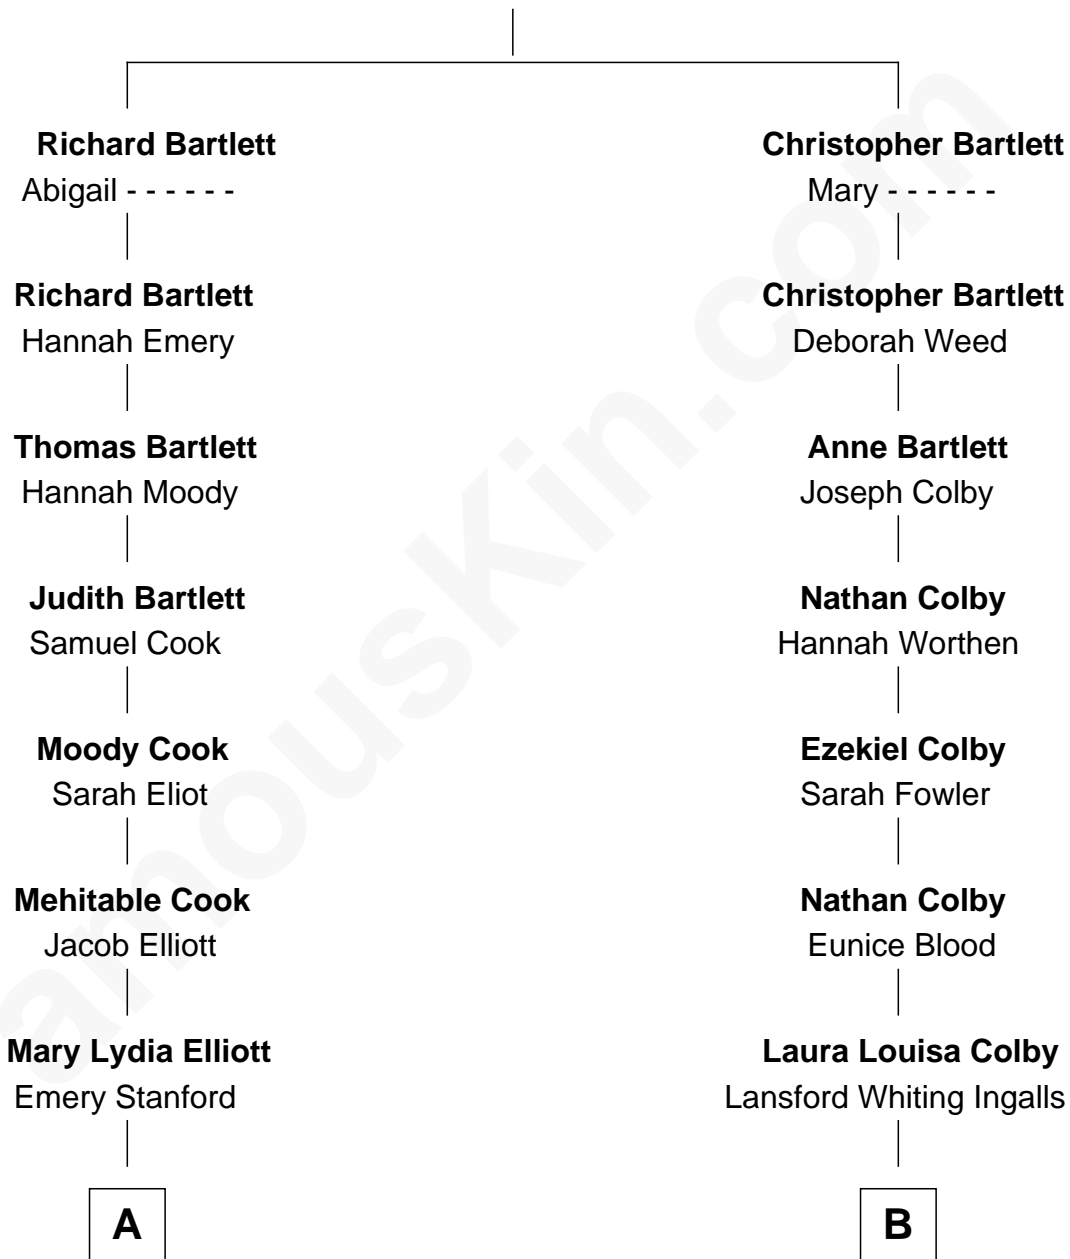 Richard Bartlett
Abigail - - - - - -
Richard Bartlett
Hannah Emery
Thomas Bartlett
Hannah Moody
Judith Bartlett
Samuel Cook
Moody Cook
Sarah Eliot
Mehitable Cook
Jacob Elliott
Mary Lydia Elliott
Emery Stanford
A
Christopher Bartlett
Mary - - - - - -
Christopher Bartlett
Deborah Weed
Anne Bartlett
Joseph Colby
Nathan Colby
Hannah Worthen
Ezekiel Colby
Sarah Fowler
Nathan Colby
Eunice Blood
Laura Louisa Colby
Lansford Whiting Ingalls
B
amousKin.com